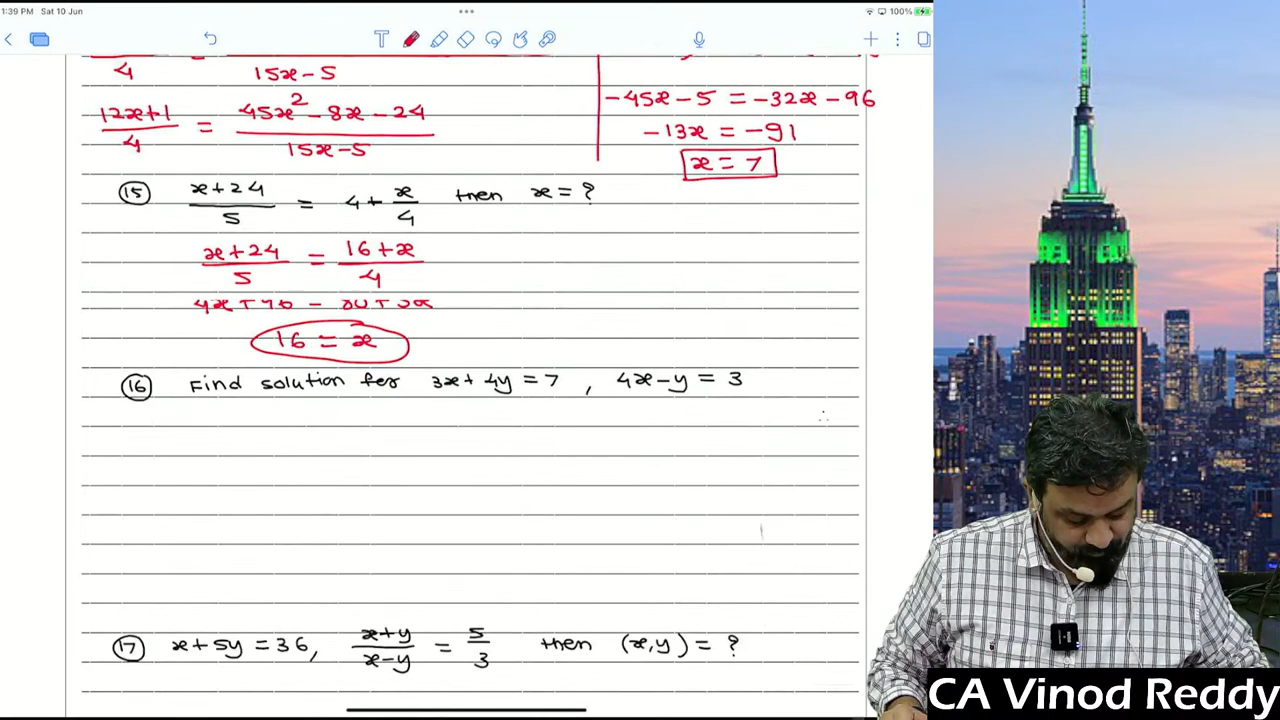 1:39 PM Sat 10 Jun
100%
4 = 15x-5
-45x-5 = -32x-96
(12x+1)/4 = (45x²-8x-24)/(15x-5)
-13x = -91
x = 7
(15) (x+24)/5 = 4 + x/4 then x = ?
(x+24)/5 = (16+x)/4
16 = x
(16) Find solution for 3x+4y=7, 4x-y=3
(17) x+5y=36, (x+y)/(x-y) = 5/3 then (x,y) = ?
CA Vinod Reddy